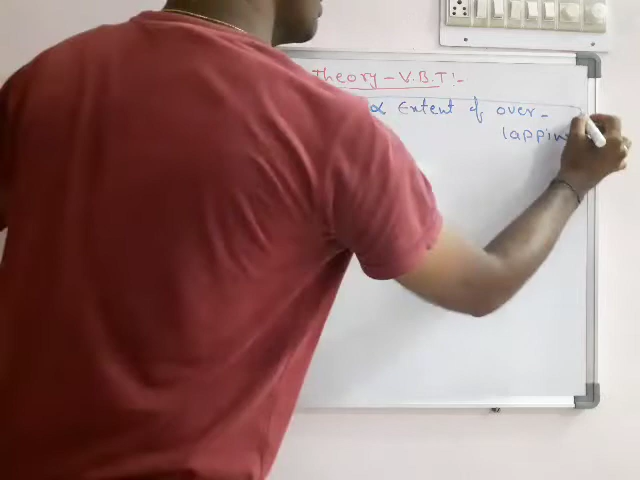 Theory - V.B.T:-
∝ Extent of over-
lappin